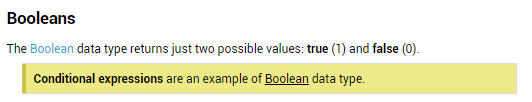 Booleans
The Boolean data type returns just two possible values: true (1) and false (0).
Conditional expressions are an example of Boolean data type.